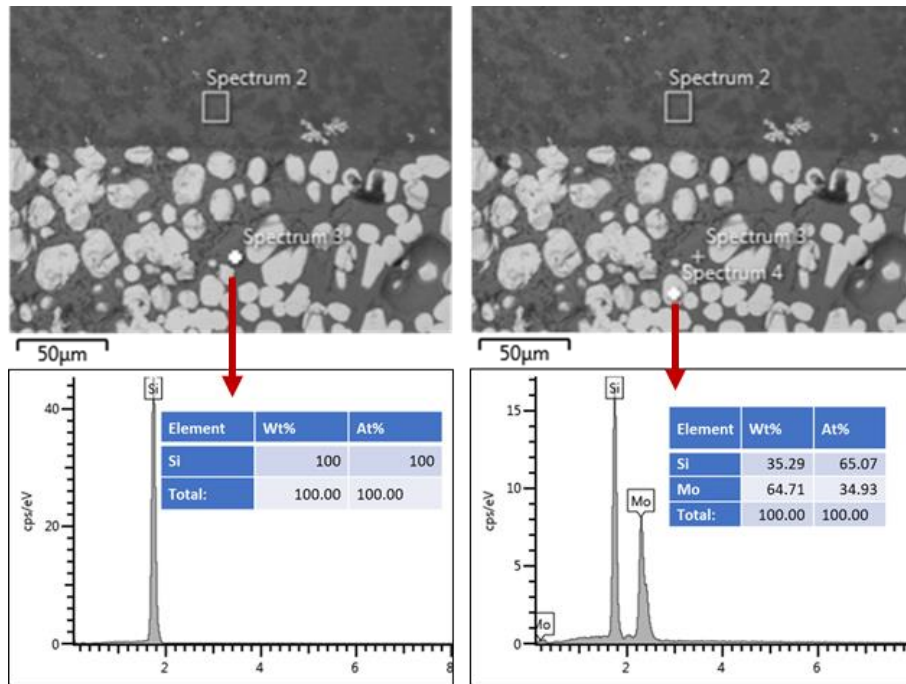 Spectrum 2
Spectrum 3
50µm
Spectrum 2
Spectrum 3
Spectrum 4
50µm
Si
40
20
0
cps/eV
2
4
6
8
Element Wt% At%
Si 100 100
Total: 100.00 100.00
Si
Mo
Mo
15
10
5
0
cps/eV
2
4
6
Element Wt% At%
Si 35.29 65.07
Mo 64.71 34.93
Total: 100.00 100.00